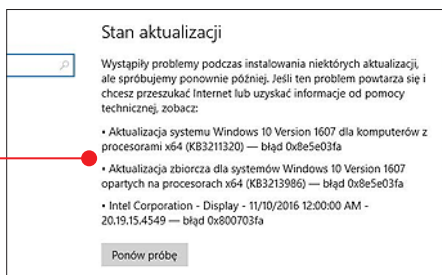 Stan aktualizacji
Wystąpiły problemy podczas instalowania niektórych aktualizacji,
ale spróbujemy ponownie później. Jeśli ten problem powtarza się i
chcesz przeszukać Internet lub uzyskać informacje od pomocy
technicznej, zobacz:
• Aktualizacja systemu Windows 10 Version 1607 dla komputerów z
procesorami x64 (KB3211320) — błąd 0x8e5e03fa
• Aktualizacja zbiorcza dla systemów Windows 10 Version 1607
opartych na procesorach x64 (KB3213986) — błąd 0x8e5e03fa
• Intel Corporation - Display - 11/10/2016 12:00:00 AM -
20.19.15.4549 — błąd 0x800703fa
Ponów próbę